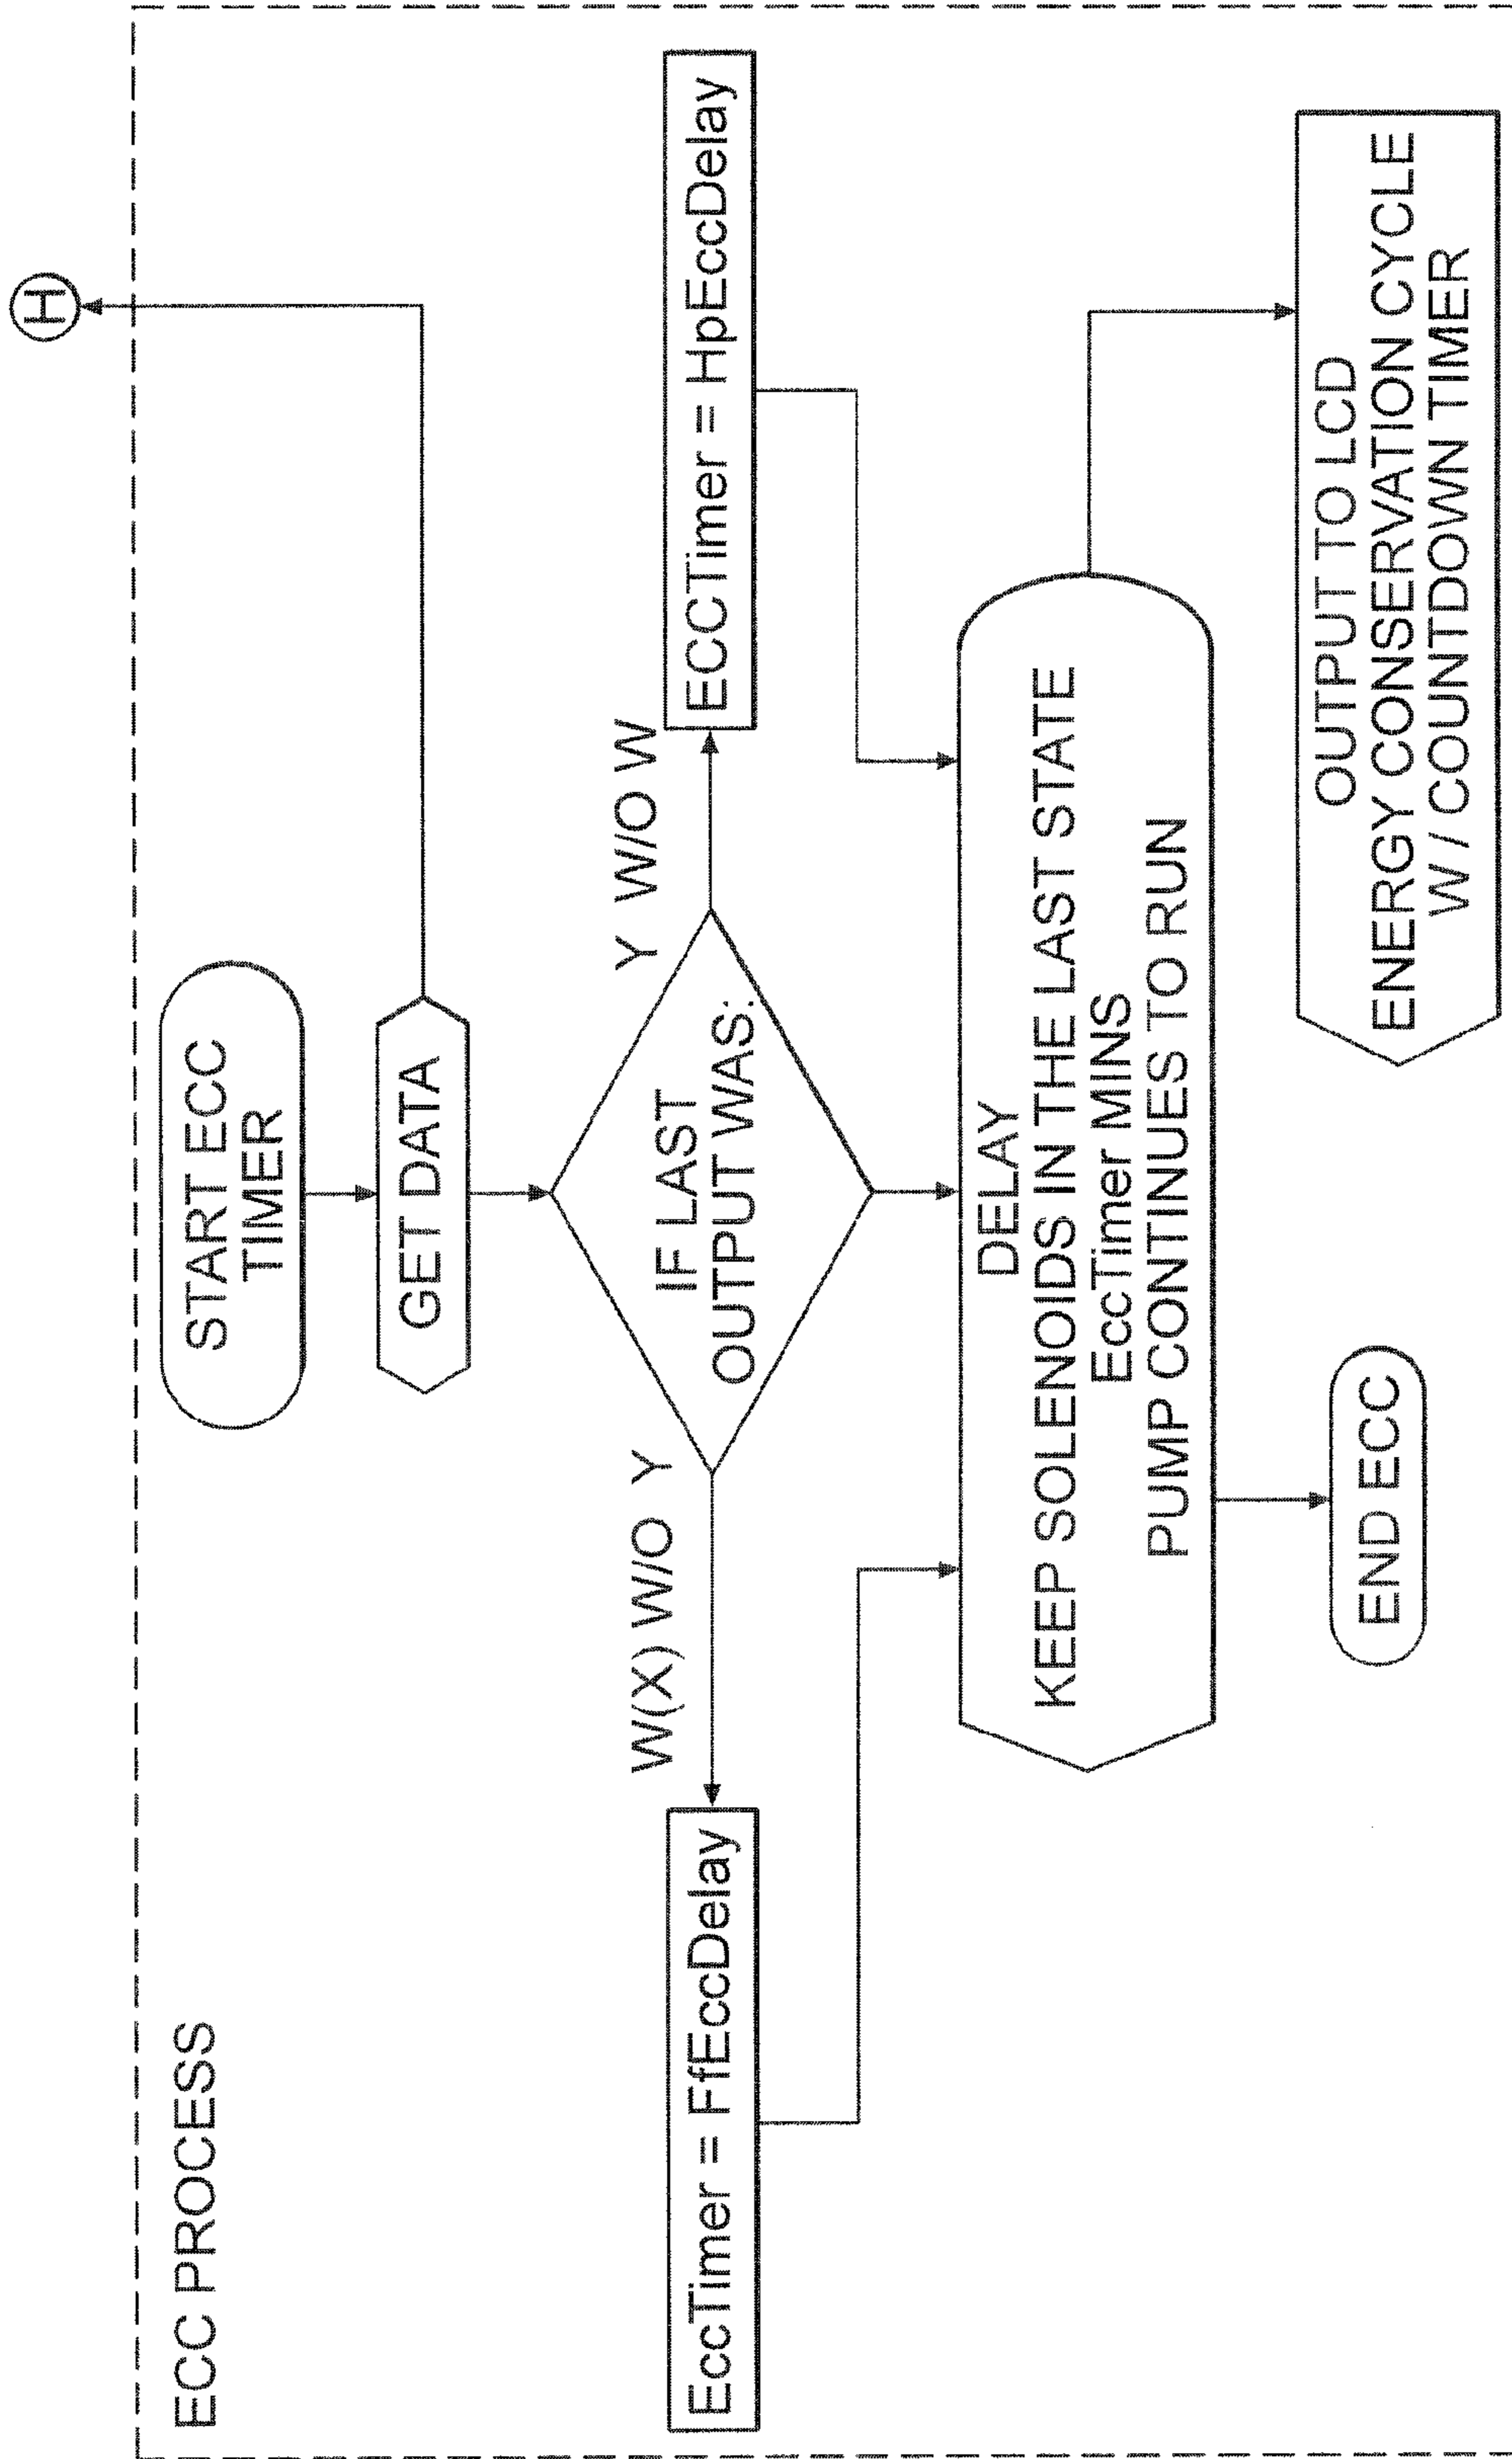 ECC PROCESS
H
START ECC
TIMER
GET DATA
IF LAST
OUTPUT WAS:
W(X) W/O Y
Y W/O W
EccTimer = FfEccDelay
ECCTimer = HpEccDelay
DELAY
KEEP SOLENOIDS IN THE LAST STATE
EccTimer MINS
PUMP CONTINUES TO RUN
END ECC
OUTPUT TO LCD
ENERGY CONSERVATION CYCLE
W / COUNTDOWN TIMER